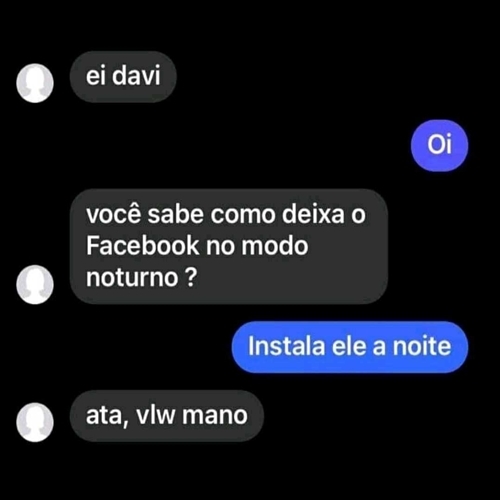 ei davi
Oi
você sabe como deixa o
Facebook no modo
noturno ?
Instala ele a noite
ata, vlw mano